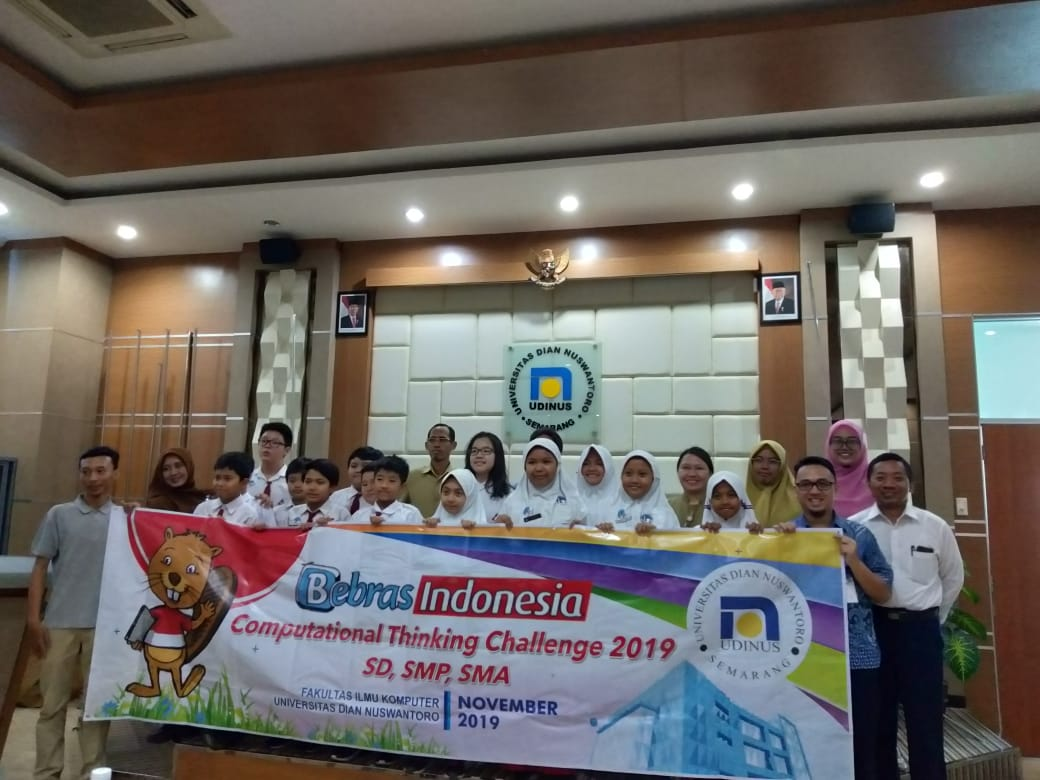 UNIVERSITAS DIAN NUSWANTORO
UDINUS
SEMARANG
Bebras Indonesia
Computational Thinking Challenge 2019
SD, SMP, SMA
FAKULTAS ILMU KOMPUTER
UNIVERSITAS DIAN NUSWANTORO
NOVEMBER
2019
UNIVERSITAS DIAN NUSWANTORO
UDINUS
SEMARANG